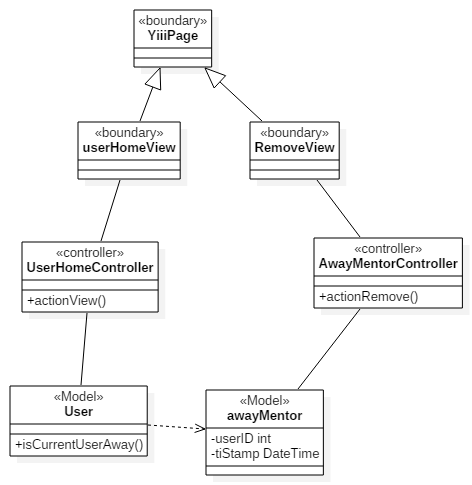 «boundary»
YiiiPage
«boundary»
userHomeView
«boundary»
RemoveView
«controller»
UserHomeController
+actionView()
«controller»
AwayMentorController
+actionRemove()
«Model»
User
+isCurrentUserAway()
«Model»
awayMentor
-userID int
-tiStamp DateTime